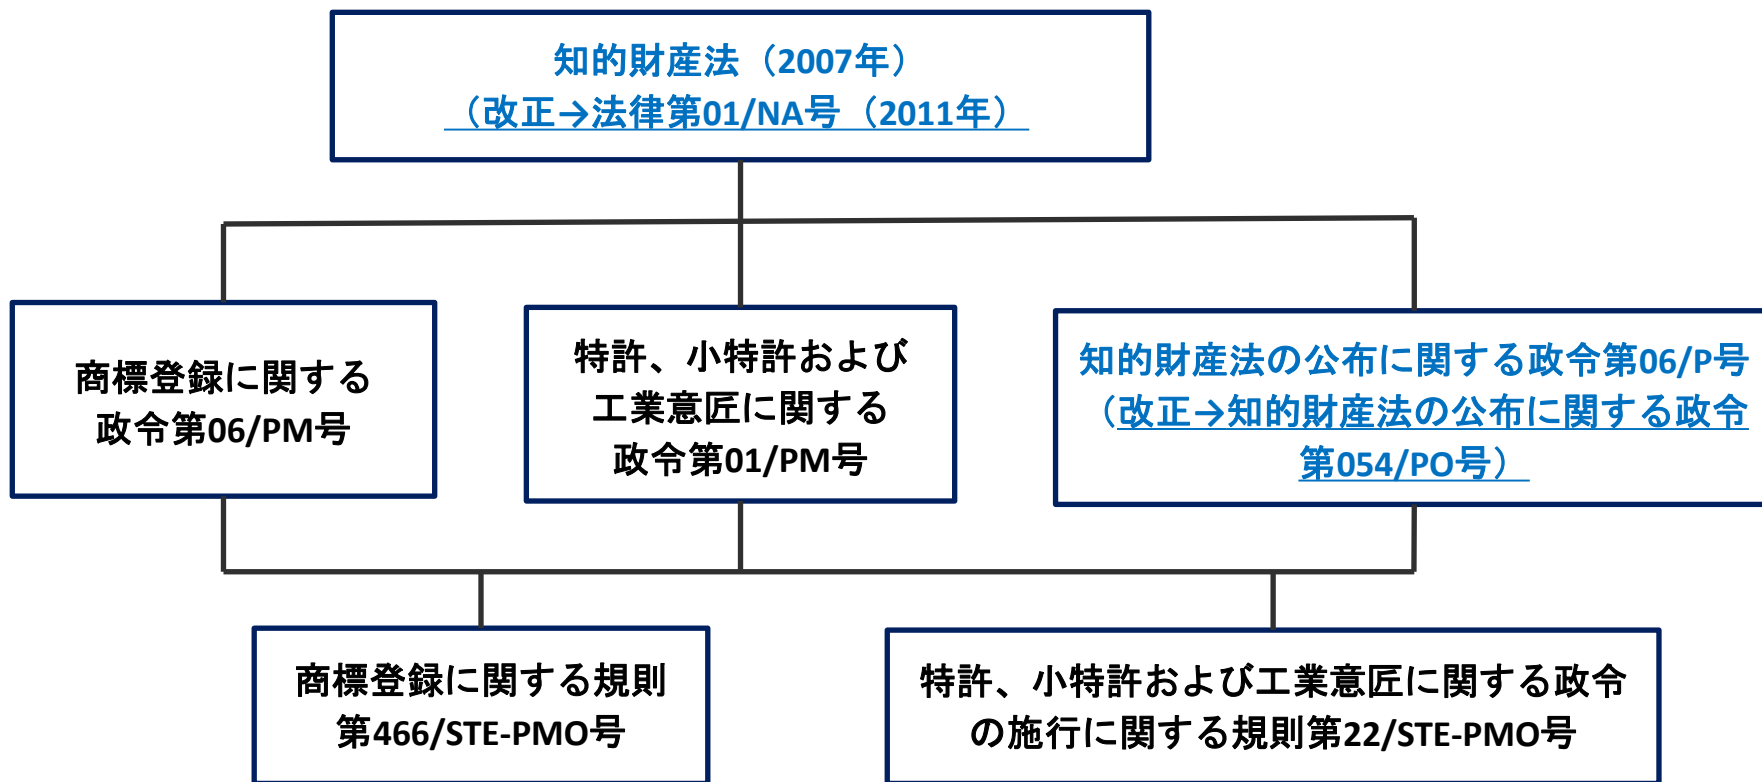 知的財産法（2007年）
（改正→法律第01/NA号（2011年）
商標登録に関する
政令第06/PM号
特許、小特許および
工業意匠に関する
政令第01/PM号
知的財産法の公布に関する政令第06/P号
（改正→知的財産法の公布に関する政令
第054/PO号）
商標登録に関する規則
第466/STE-PMO号
特許、小特許および工業意匠に関する政令
の施行に関する規則第22/STE-PMO号